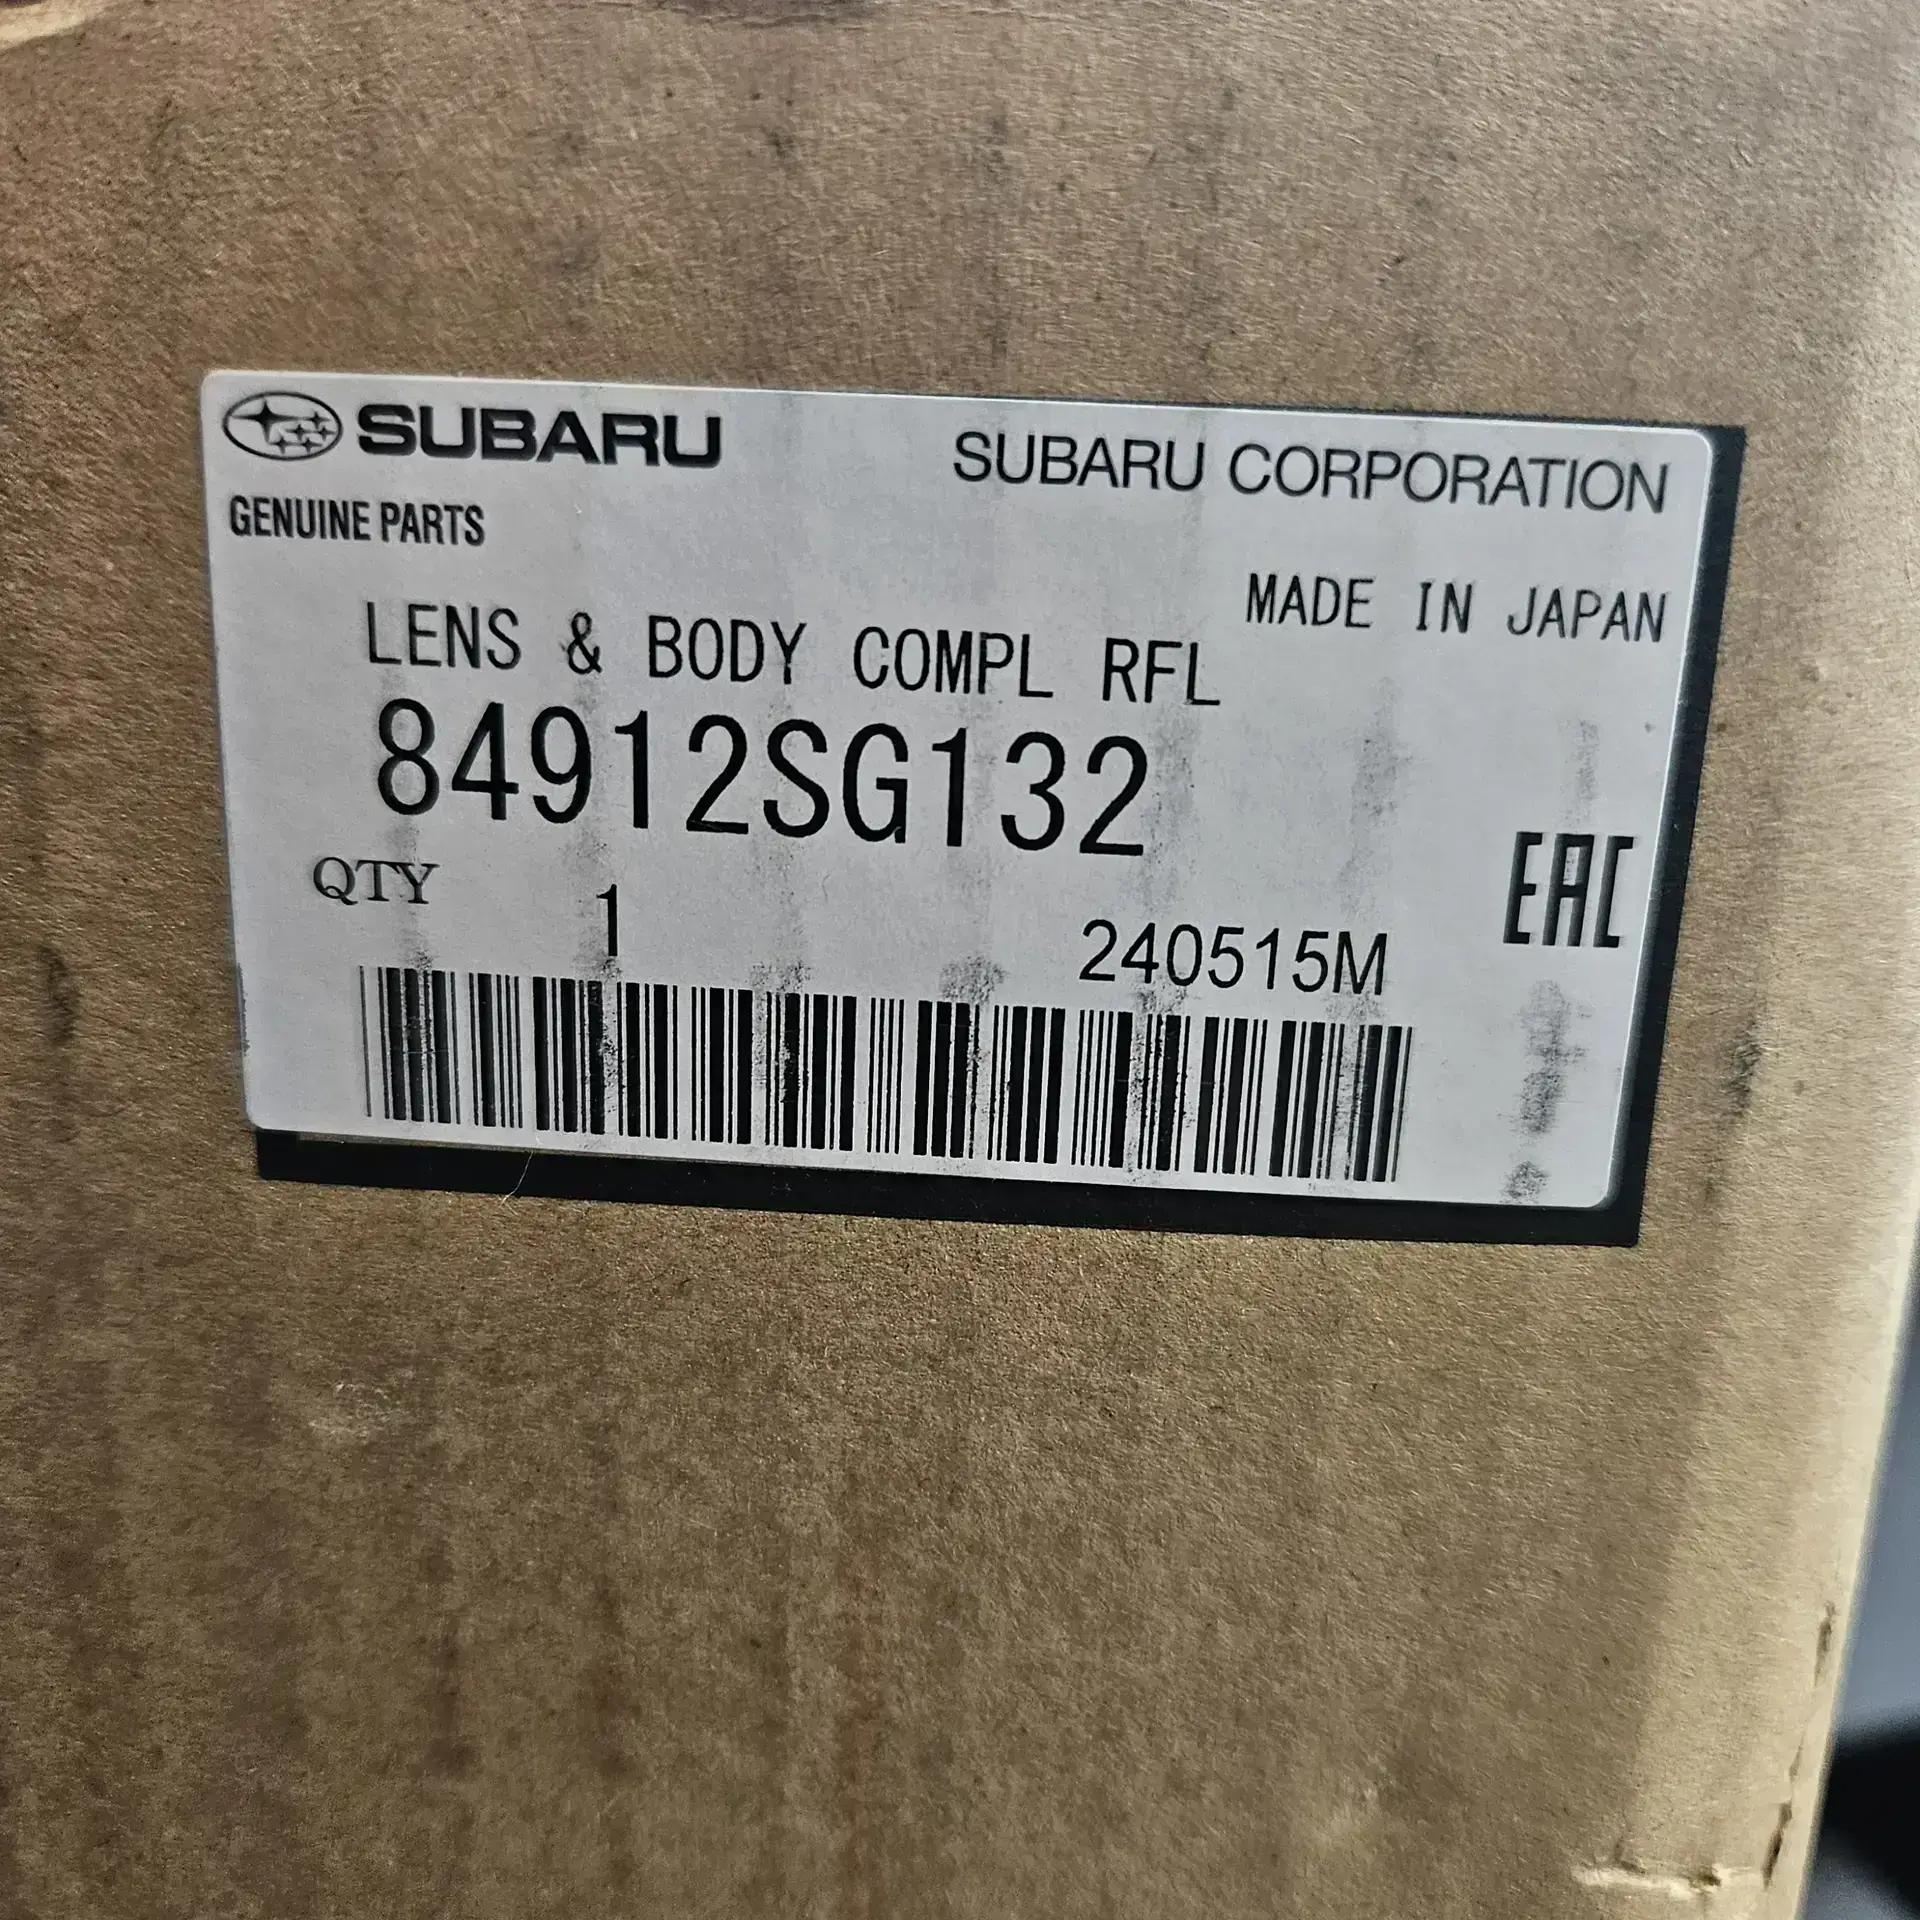 SUBARU
SUBARU CORPORATION
GENUINE PARTS
MADE IN JAPAN
LENS & BODY COMPL RFL
84912SG132
EAC
QTY 1
240515M